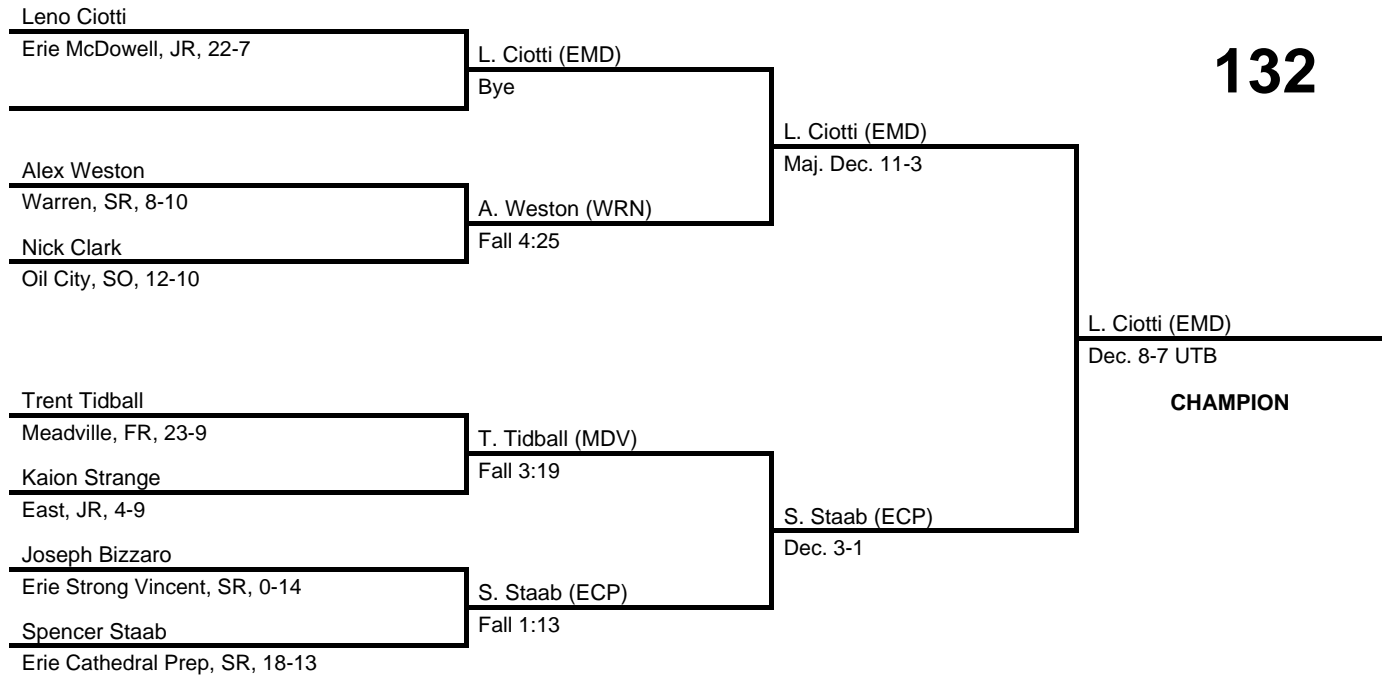 Leno Ciotti
Erie McDowell, JR, 22-7
L. Ciotti (EMD)
Bye
132
L. Ciotti (EMD)
Maj. Dec. 11-3
Alex Weston
Warren, SR, 8-10
A. Weston (WRN)
Fall 4:25
Nick Clark
Oil City, SO, 12-10
L. Ciotti (EMD)
Dec. 8-7 UTB
CHAMPION
Trent Tidball
Meadville, FR, 23-9
T. Tidball (MDV)
Fall 3:19
Kaion Strange
East, JR, 4-9
S. Staab (ECP)
Dec. 3-1
Joseph Bizzaro
Erie Strong Vincent, SR, 0-14
S. Staab (ECP)
Fall 1:13
Spencer Staab
Erie Cathedral Prep, SR, 18-13